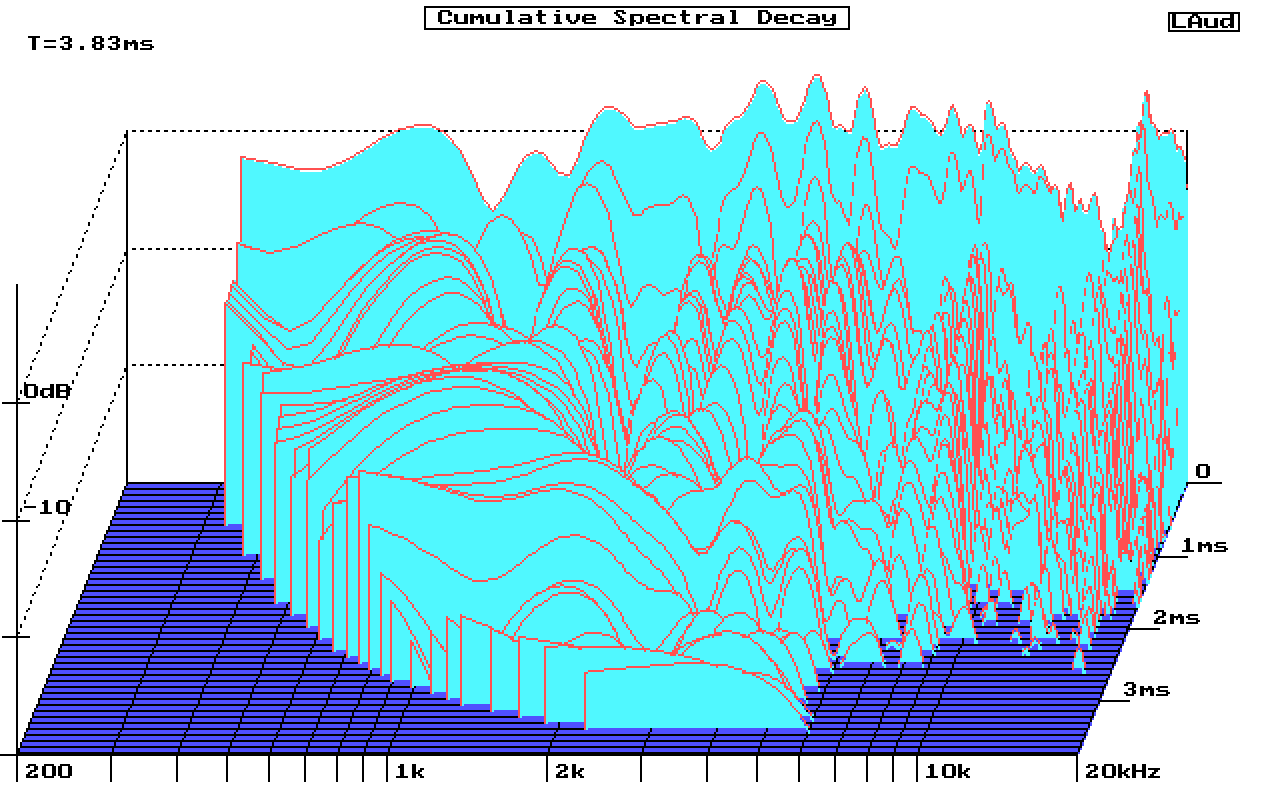 Cumulative Spectral Decay
LAud
T=3.83ms
0dB
-10
0
1ms
2ms
3ms
200
1k
2k
10k
20kHz